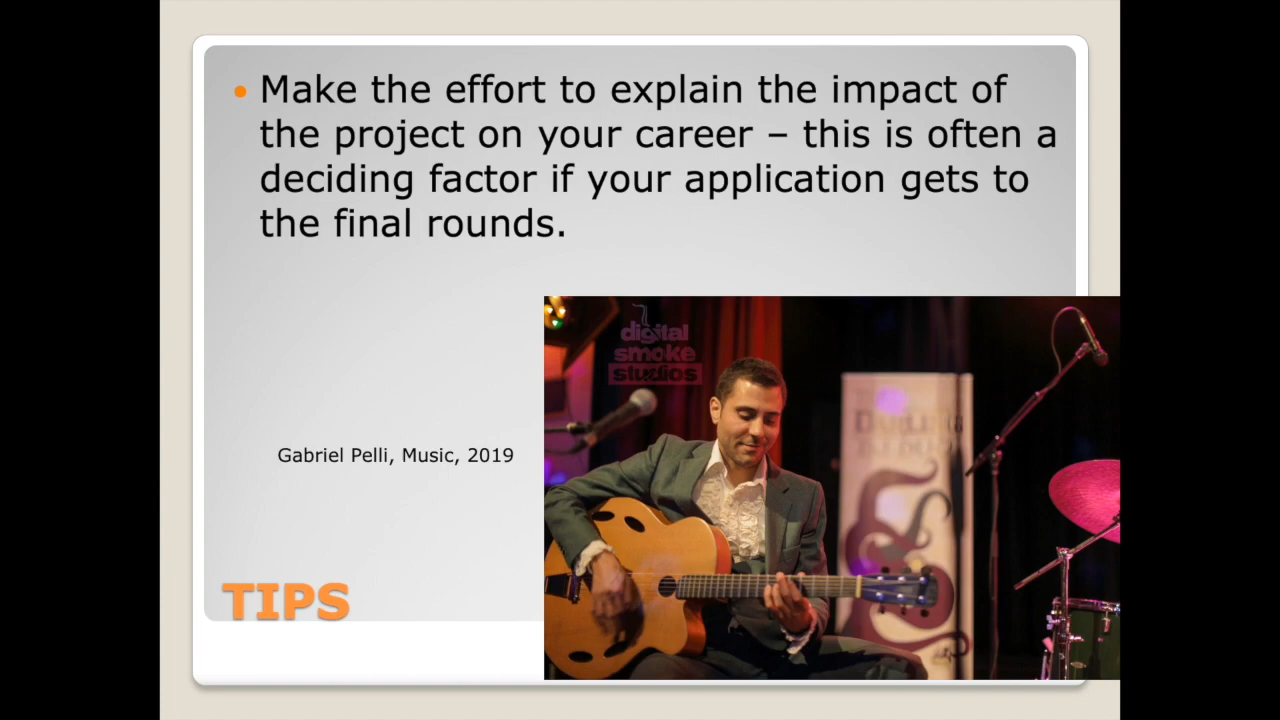 Make the effort to explain the impact of
the project on your career – this is often a
deciding factor if your application gets to
the final rounds.
digital
smoke
studios
Gabriel Pelli, Music, 2019
TIPS